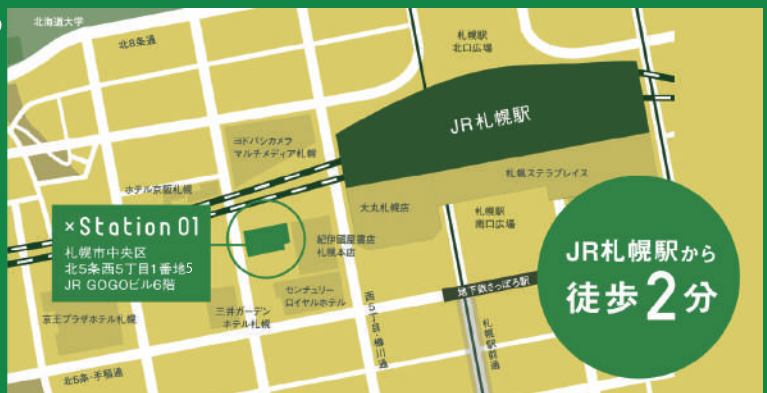 北海道大学
北8条通
札幌駅
北口広場
JR札幌駅
ヨドバシカメラ
マルチメディア札幌
札幌ステラプレイス
ホテル京阪札幌
大丸札幌店
札幌駅
南口広場
×Station 01
札幌市中央区
北5条西5丁目1番地5
JR GOGOビル6階
紀伊國屋書店
札幌本店
JR札幌駅から
徒歩2分
センチュリー
ロイヤルホテル
地下鉄さっぽろ駅
京王プラザホテル札幌
三井ガーデン
ホテル札幌
西5丁目・樽川通
札幌駅前通
北5条・手稲通